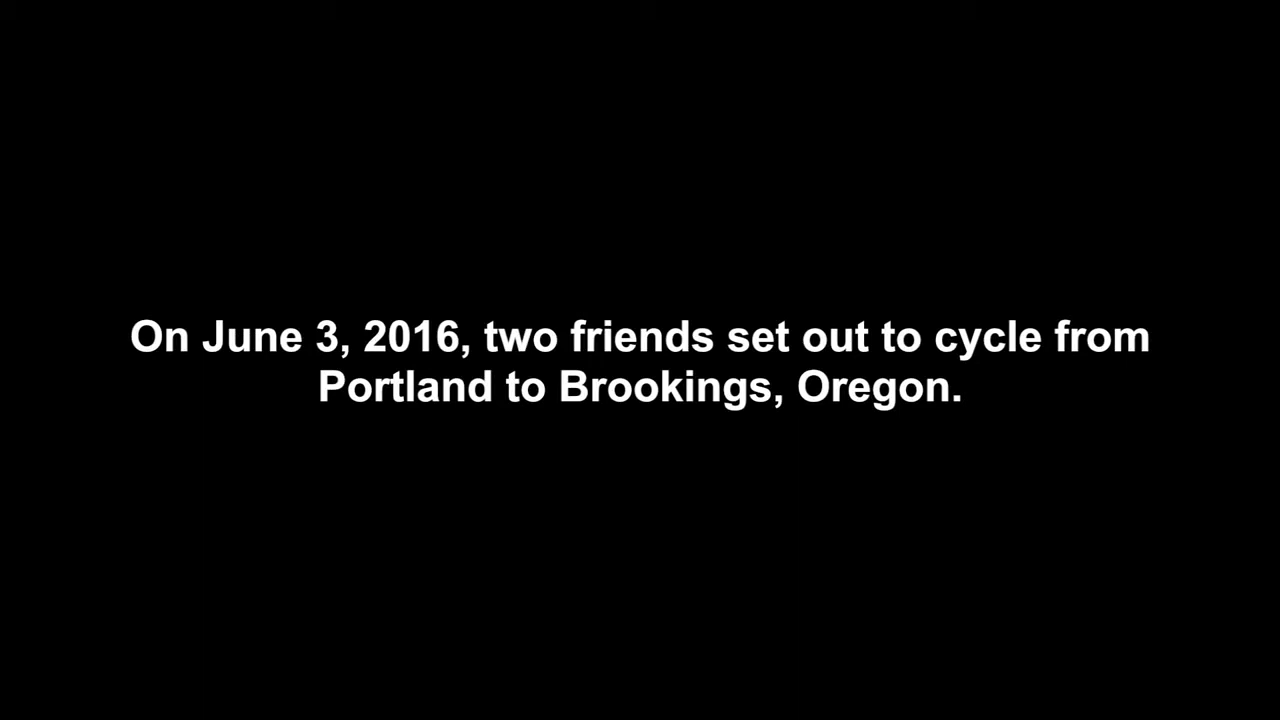 On June 3, 2016, two friends set out to cycle from
Portland to Brookings, Oregon.